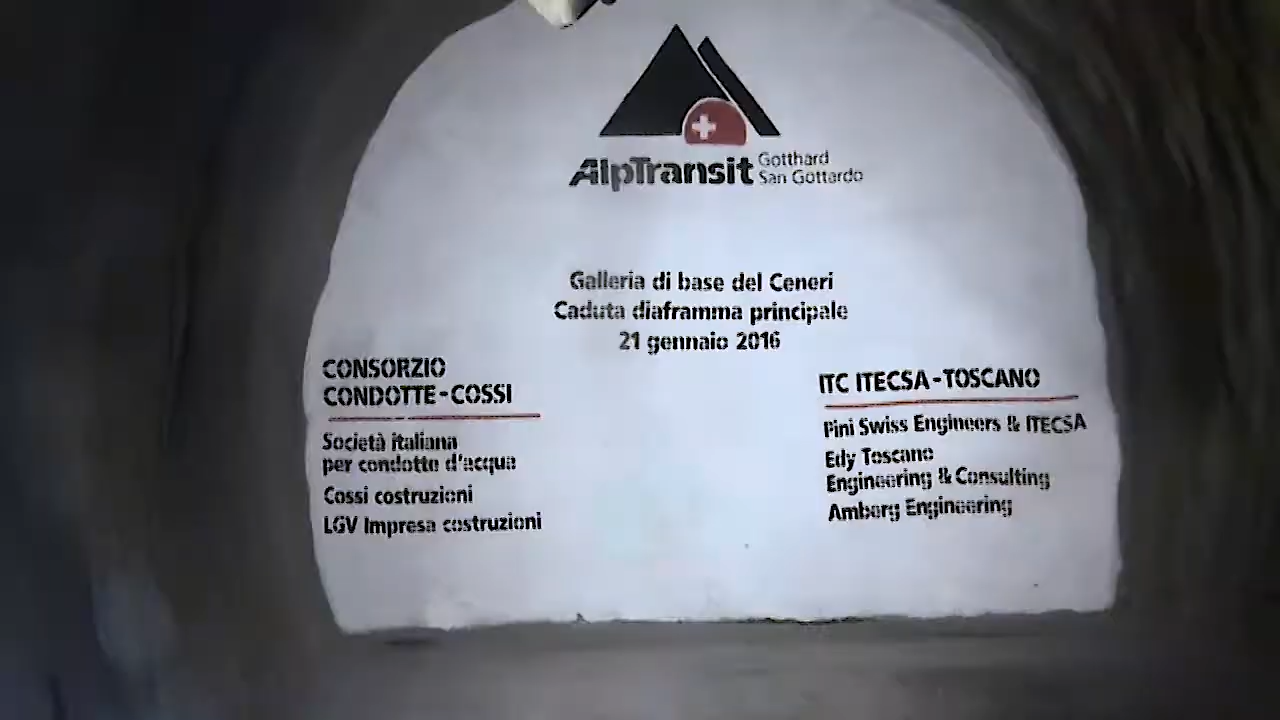 AlpTransit Gotthard
San Gottardo
Galleria di base del Ceneri
Caduta diaframma principale
21 gennaio 2016
CONSORZIO
CONDOTTE-COSSI
Società italiana
per condotte d'acqua
Cossi costruzioni
LGV Impresa costruzioni
ITC ITECSA-TOSCANO
Pini Swiss Engineers & ITECSA
Edy Toscano
Engineering & Consulting
Amberg Engineering